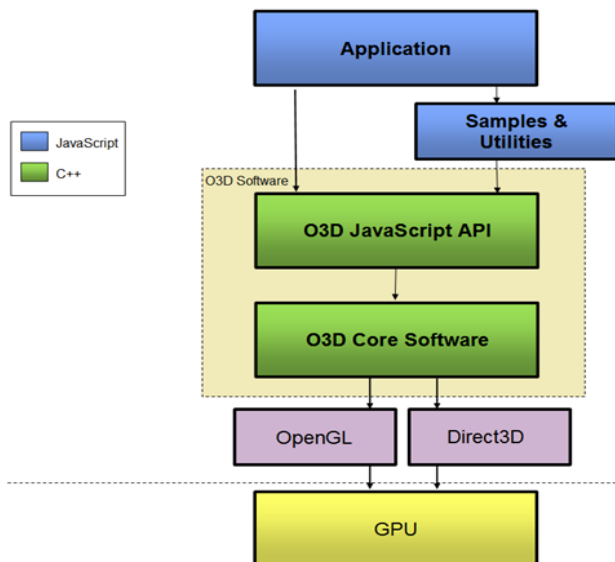 Application
Samples &
Utilities
JavaScript
C++
O3D Software
O3D JavaScript API
O3D Core Software
OpenGL
Direct3D
GPU